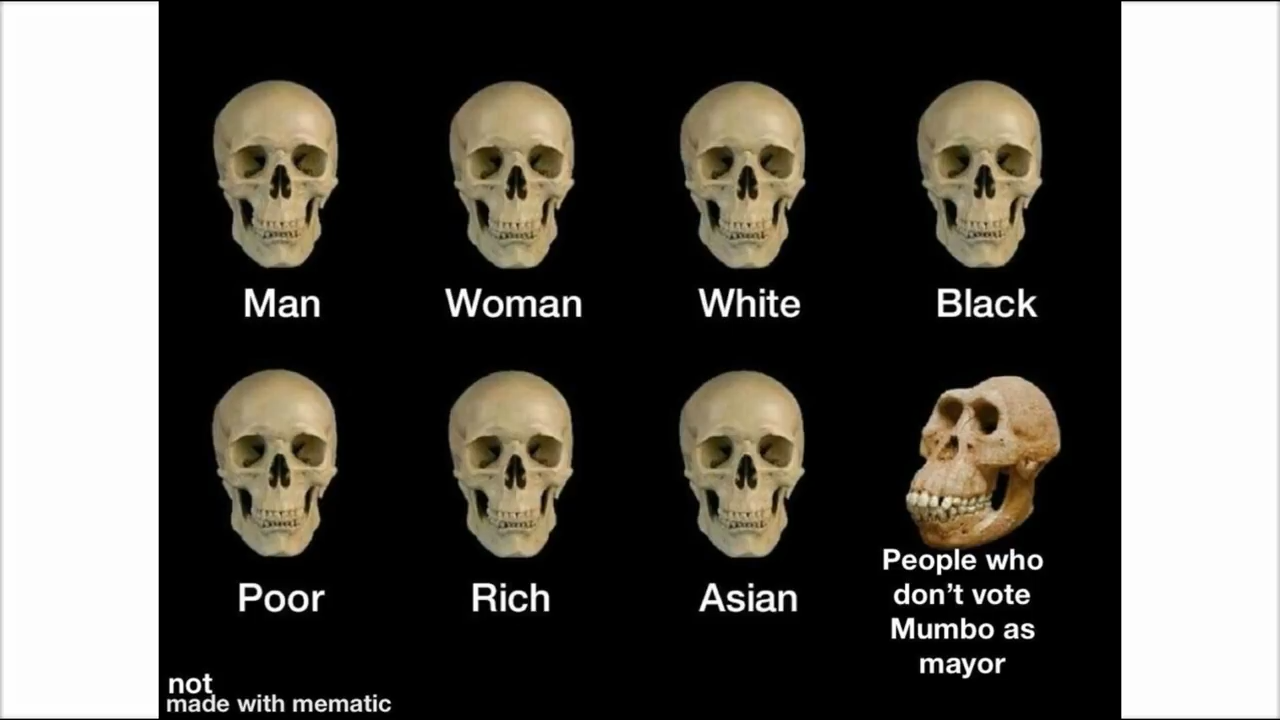 Man
Woman
White
Black
Poor
Rich
Asian
People who
don't vote
Mumbo as
mayor
not
made with mematic